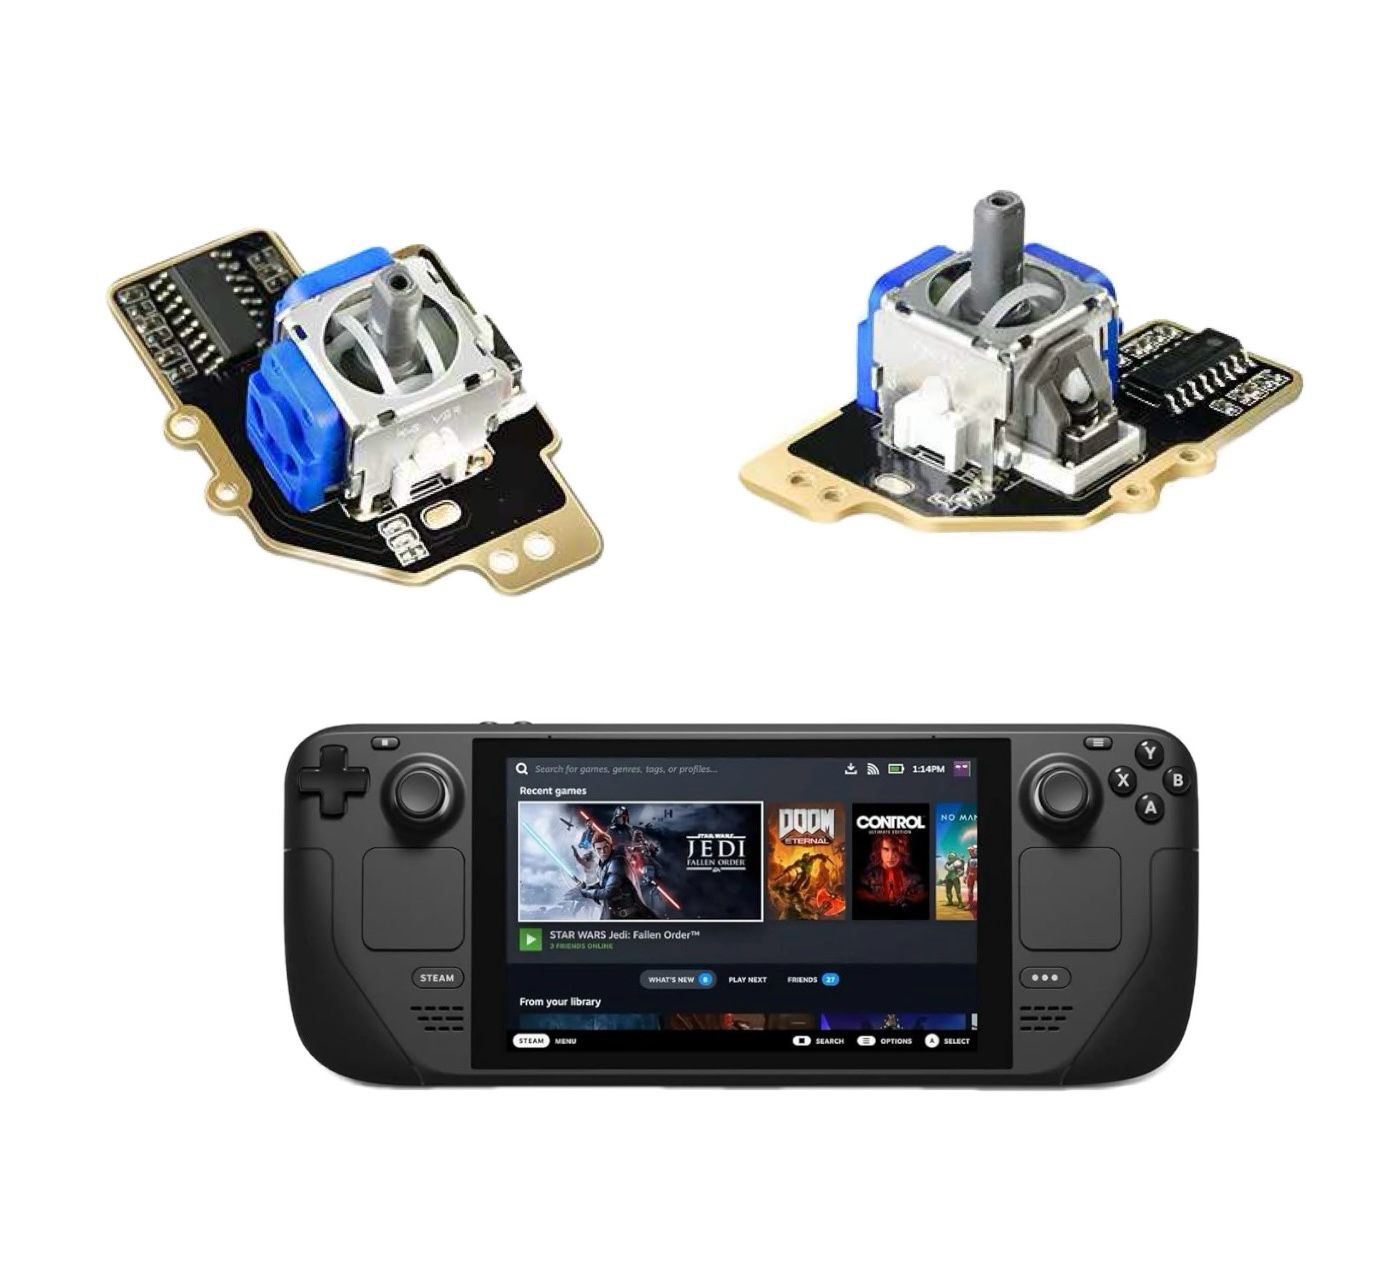 Search for games, genres, tags, or profiles...
1:14PM
Recent games
STAR WARS
JEDI
FALLEN ORDER
DOOM
ETERNAL
CONTROL
ULTIMATE EDITION
NO MAN
STAR WARS Jedi: Fallen Order™
3 FRIENDS ONLINE
WHAT'S NEW 8 PLAY NEXT FRIENDS 27
From your library
STEAM MENU
A SEARCH OPTIONS SELECT
Y
X
B
A
STEAM